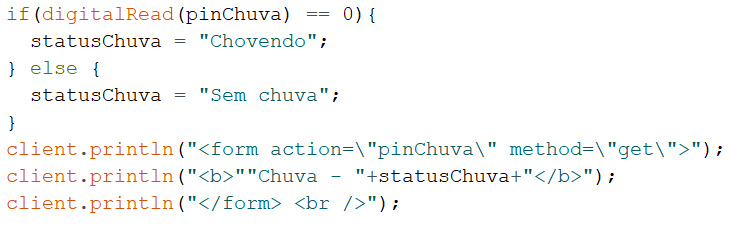 if(digitalRead(pinChuva) == 0){
  statusChuva = "Chovendo";
} else {
  statusChuva = "Sem chuva";
}
client.println("<form action=\"pinChuva\" method=\"get\">");
client.println("<b>""Chuva - "+statusChuva+"</b>");
client.println("</form> <br />");